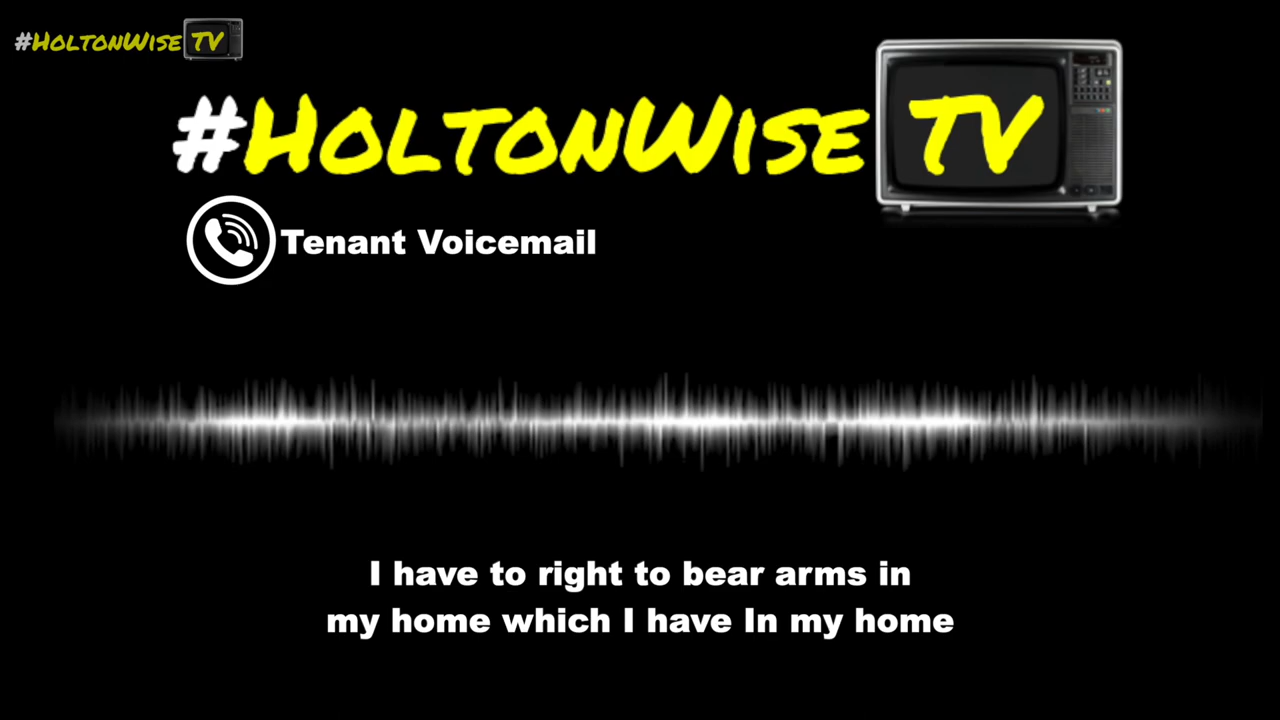 #HOLTONWISE TV
#HOLTONWISE TV
Tenant Voicemail
I have to right to bear arms in
my home which I have In my home